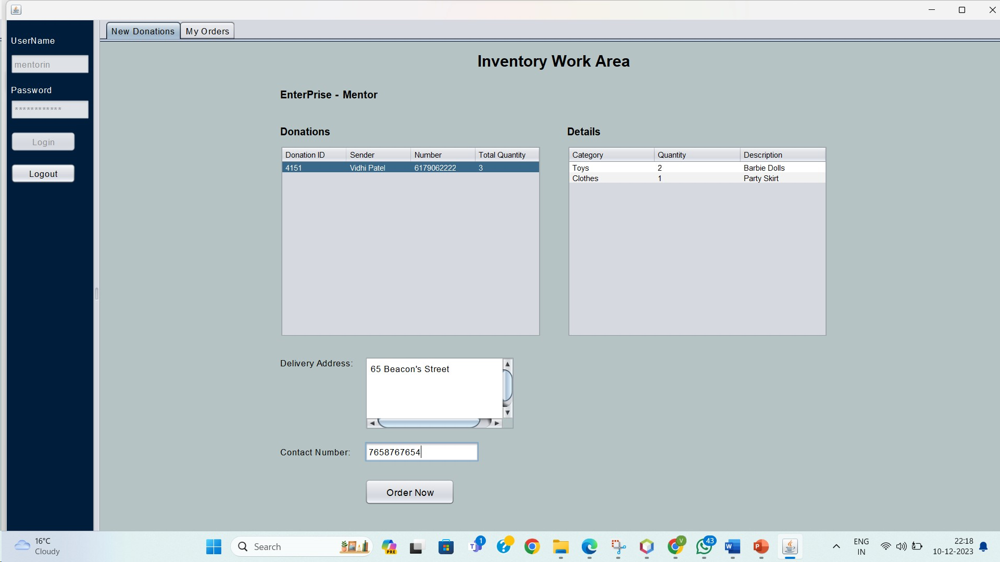 New Donations
My Orders
UserName
mentorin
Password
************
Login
Logout
Inventory Work Area
EnterPrise - Mentor
Donations
Donation ID Sender Number Total Quantity
4151 Vidhi Patel 6179062222 3
Details
Category Quantity Description
Toys 2 Barbie Dolls
Clothes 1 Party Skirt
Delivery Address:
65 Beacon's Street
Contact Number:
7658767654
Order Now
16°C
Cloudy
Search
PRE
1
V
43
ENG
IN
22:18
10-12-2023